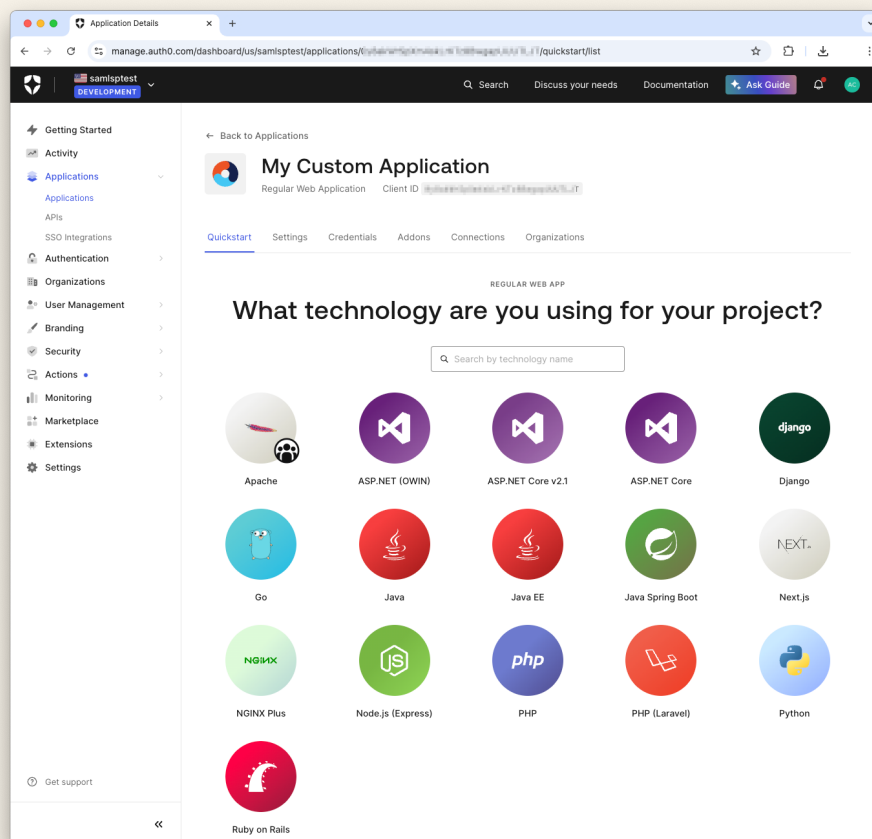 Application Details
manage.auth0.com/dashboard/us/samlsptest/applications/
/quickstart/list
samlsptest
DEVELOPMENT
Search
Discuss your needs
Documentation
Ask Guide
AC
Getting Started
Activity
Applications
Applications
APIs
SSO Integrations
Authentication
Organizations
User Management
Branding
Security
Actions
Monitoring
Marketplace
Extensions
Settings
Get support
← Back to Applications
My Custom Application
Regular Web Application Client ID
Quickstart Settings Credentials Addons Connections Organizations
REGULAR WEB APP
What technology are you using for your project?
Search by technology name
django
Apache ASP.NET (OWIN) ASP.NET Core v2.1 ASP.NET Core Django
NEXT.js
Go Java Java EE Java Spring Boot Next.js
NGINX JS php
NGINX Plus Node.js (Express) PHP PHP (Laravel) Python
Ruby on Rails